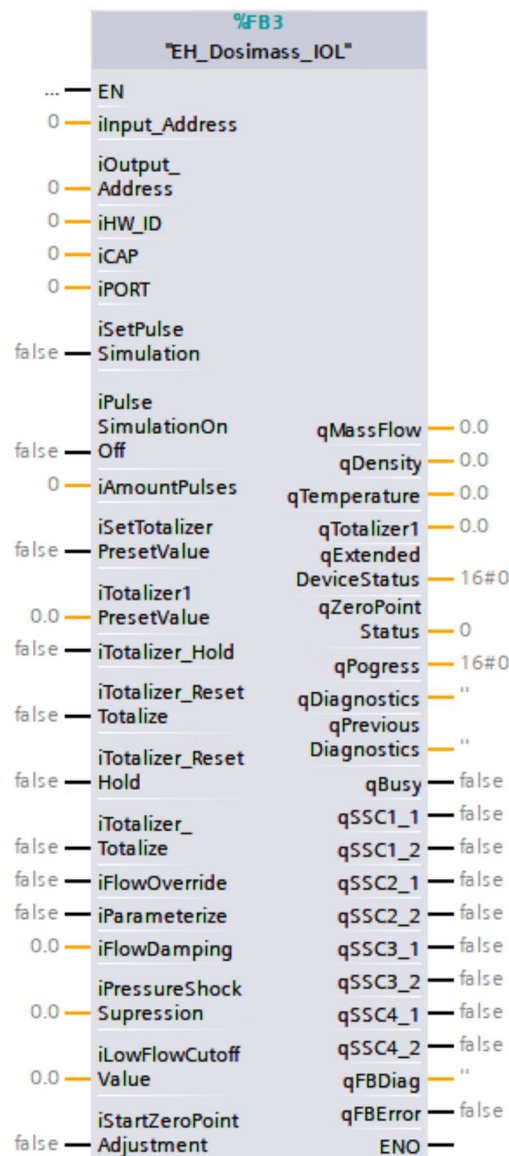 %FB3
"EH_Dosimass_IOL"
... EN
0 iInput_Address
iOutput_
0 Address
0 iHW_ID
0 iCAP
0 iPORT
iSetPulse
false Simulation
iPulse
SimulationOn
false Off
0 iAmountPulses
iSetTotalizer
false PresetValue
iTotalizer1
0.0 PresetValue
false iTotalizer_Hold
iTotalizer_Reset
false Totalize
iTotalizer_Reset
false Hold
iTotalizer_
false Totalize
false iFlowOverride
false iParameterize
0.0 iFlowDamping
iPressureShock
0.0 Supression
iLowFlowCutoff
0.0 Value
iStartZeroPoint
false Adjustment
qMassFlow 0.0
qDensity 0.0
qTemperature 0.0
qTotalizer1 0.0
qExtended
DeviceStatus 16#0
qZeroPoint
Status 0
qPogress 16#0
qDiagnostics ''
qPrevious
Diagnostics ''
qBusy false
qSSC1_1 false
qSSC1_2 false
qSSC2_1 false
qSSC2_2 false
qSSC3_1 false
qSSC3_2 false
qSSC4_1 false
qSSC4_2 false
qFBDiag ''
qFBError false
ENO